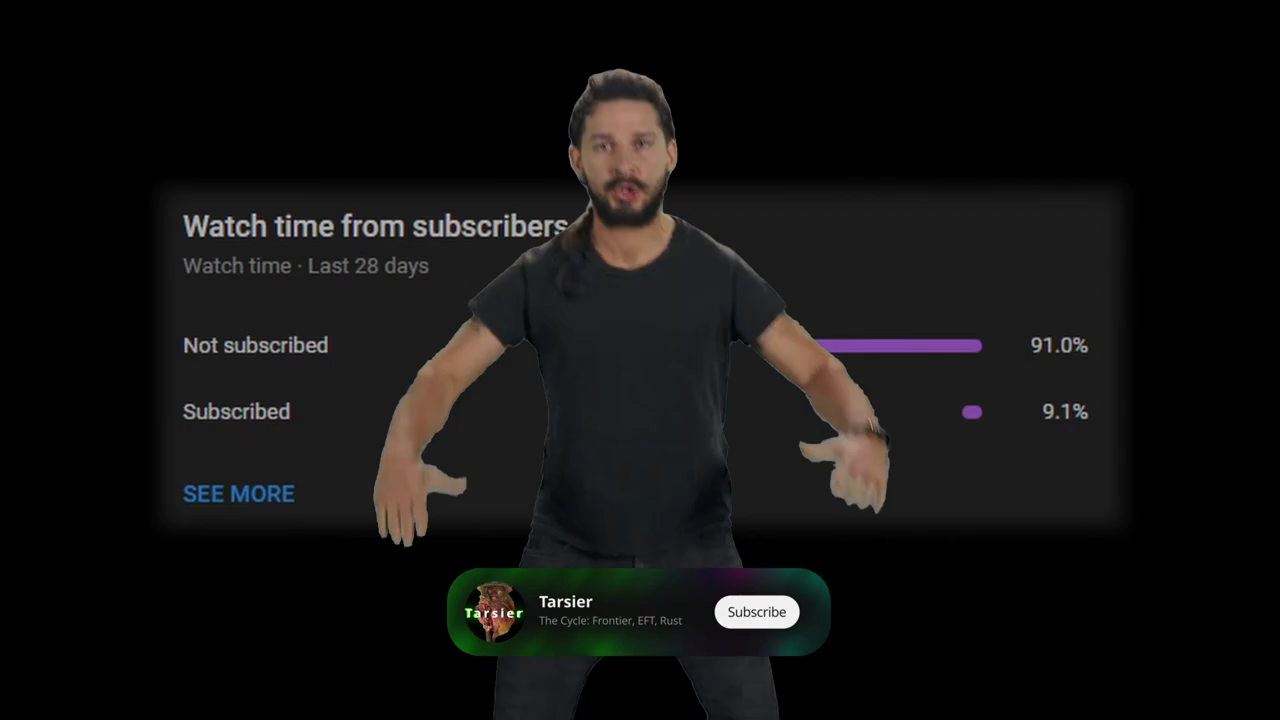 Watch time from subscribers
Watch time · Last 28 days
Not subscribed 91.0%
Subscribed 9.1%
SEE MORE
Tarsier
Tarsier
The Cycle: Frontier, EFT, Rust
Subscribe